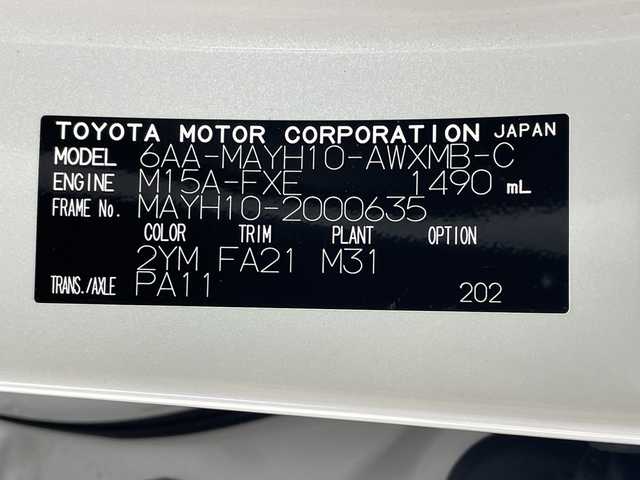 TOYOTA MOTOR CORPORATION JAPAN
MODEL 6AA-MAYH10-AWXMB-C
ENGINE M15A-FXE 1490 mL
FRAME No. MAYH10-2000635
COLOR TRIM PLANT OPTION
2YM FA21 M31
TRANS./AXLE PA11 202